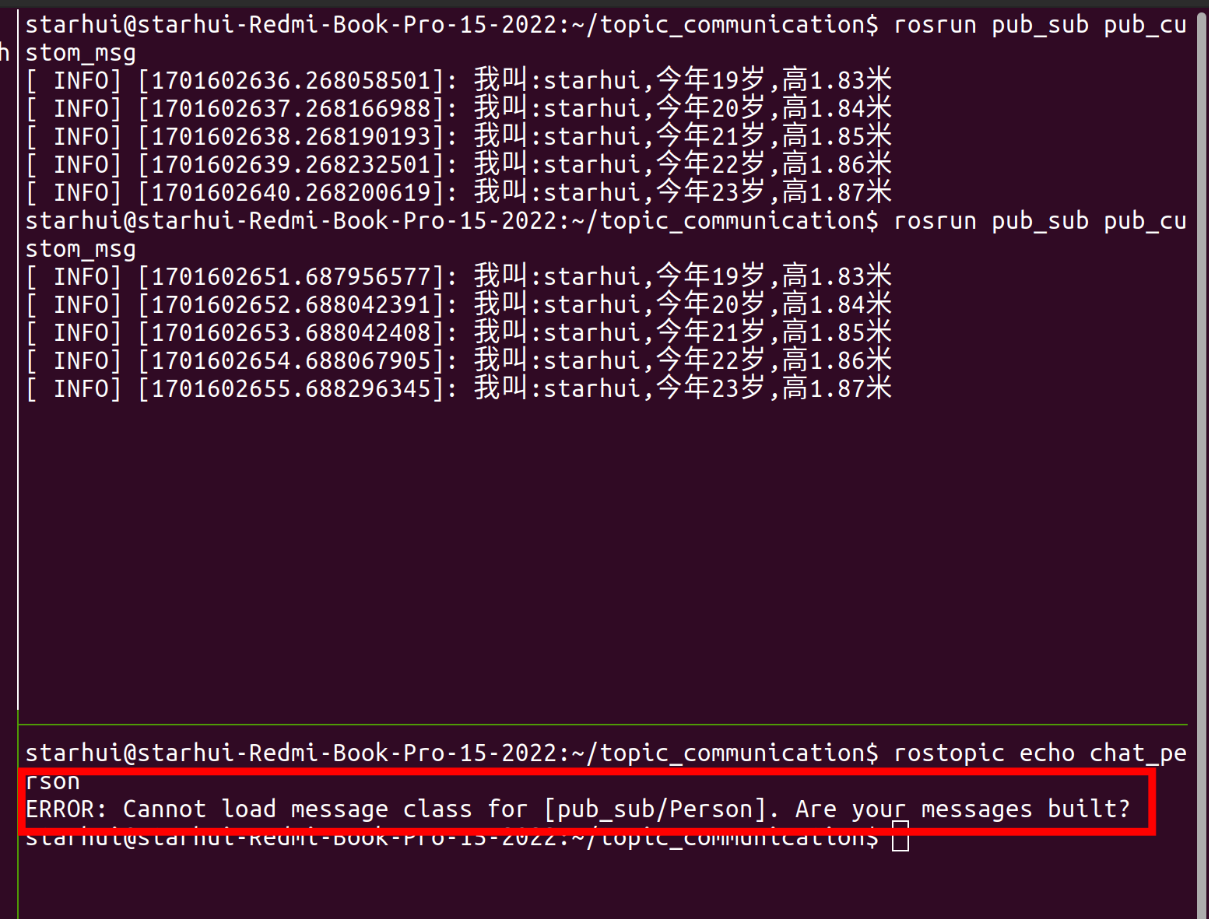 starhui@starhui-Redmi-Book-Pro-15-2022:~/topic_communication$ rosrun pub_sub pub_cu
h stom_msg
[ INFO] [1701602636.268058501]: 我叫:starhui,今年19岁,高1.83米
[ INFO] [1701602637.268166988]: 我叫:starhui,今年20岁,高1.84米
[ INFO] [1701602638.268190193]: 我叫:starhui,今年21岁,高1.85米
[ INFO] [1701602639.268232501]: 我叫:starhui,今年22岁,高1.86米
[ INFO] [1701602640.268200619]: 我叫:starhui,今年23岁,高1.87米
starhui@starhui-Redmi-Book-Pro-15-2022:~/topic_communication$ rosrun pub_sub pub_cu
stom_msg
[ INFO] [1701602651.687956577]: 我叫:starhui,今年19岁,高1.83米
[ INFO] [1701602652.688042391]: 我叫:starhui,今年20岁,高1.84米
[ INFO] [1701602653.688042408]: 我叫:starhui,今年21岁,高1.85米
[ INFO] [1701602654.688067905]: 我叫:starhui,今年22岁,高1.86米
[ INFO] [1701602655.688296345]: 我叫:starhui,今年23岁,高1.87米
starhui@starhui-Redmi-Book-Pro-15-2022:~/topic_communication$ rostopic echo chat_pe
rson
ERROR: Cannot load message class for [pub_sub/Person]. Are your messages built?
starhui@starhui-Redmi-Book-Pro-15-2022:~/topic_communication$